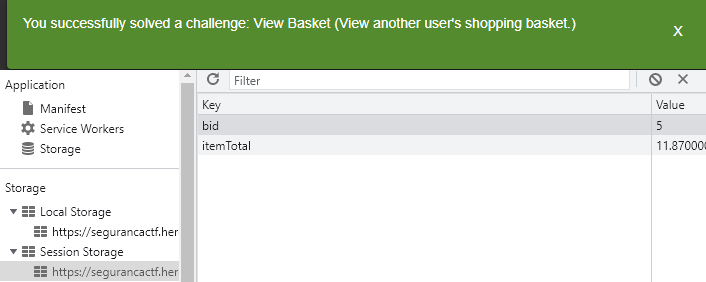 You successfully solved a challenge: View Basket (View another user's shopping basket.)
X
Application
Filter
Manifest
Key
Value
Service Workers
bid
5
Storage
itemTotal
11.870000
Storage
Local Storage
https://segurancactf.her
Session Storage
https://segurancactf.her